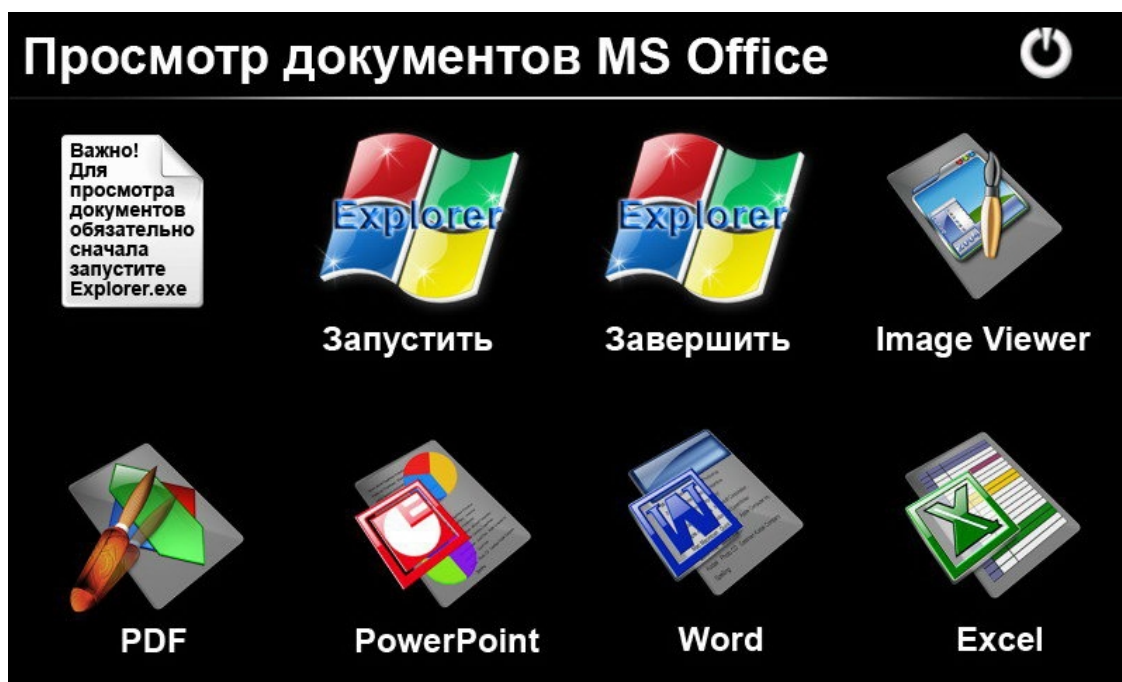 Просмотр документов MS Office
Важно!
Для
просмотра
документов
обязательно
сначала
запустите
Explorer.exe
Explorer
Explorer
Запустить
Завершить
Image Viewer
PDF
PowerPoint
Word
Excel